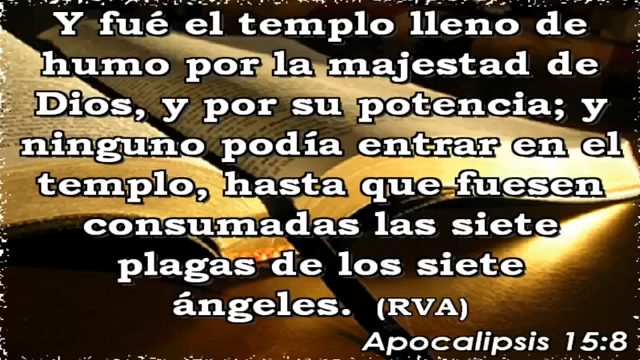 Y fué el templo lleno de
humo por la majestad de
Dios, y por su potencia; y
ninguno podía entrar en el
templo, hasta que fuesen
consumadas las siete
plagas de los siete
ángeles. (RVA)
Apocalipsis 15:8